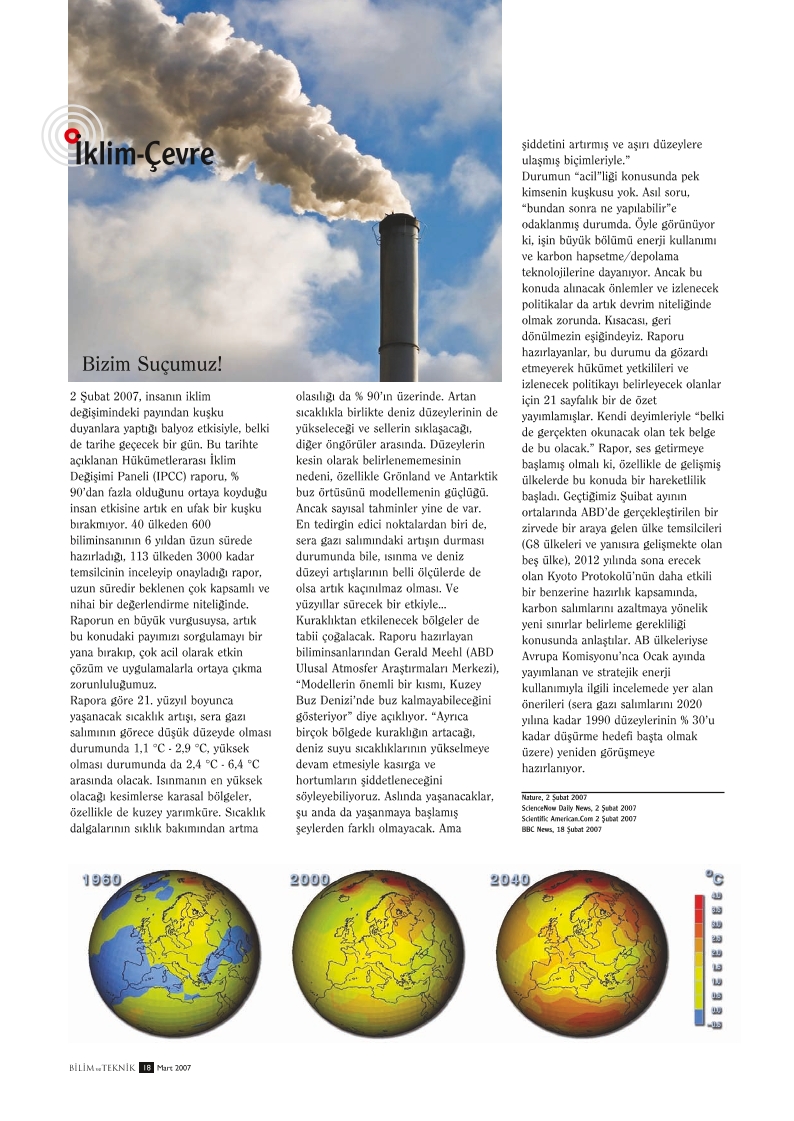 İklim-Çevre
Bizim Suçumuz!
2 Şubat 2007, insanın iklim
değişimindeki payından kuşku
duyanlara yaptığı balyoz etkisiyle, belki
de tarihe geçecek bir gün. Bu tarihte
açıklanan Hükümetlerarası İklim
Değişimi Paneli (IPCC) raporu, %
90’dan fazla olduğunu ortaya koyduğu
insan etkisine artık en ufak bir kuşku
bırakmıyor. 40 ülkeden 600
biliminsanının 6 yıldan üzun sürede
hazırladığı, 113 ülkeden 3000 kadar
temsilcinin inceleyip onayladığı rapor,
uzun süredir beklenen çok kapsamlı ve
nihai bir değerlendirme niteliğinde.
Raporun en büyük vurgusuysa, artık
bu konudaki payımızı sorgulamayı bir
yana bırakıp, çok acil olarak etkin
çözüm ve uygulamalarla ortaya çıkma
zorunluluğumuz.
Rapora göre 21. yüzyıl boyunca
yaşanacak sıcaklık artışı, sera gazı
salımının görece düşük düzeyde olması
durumunda 1,1 °C - 2,9 °C, yüksek
olması durumunda da 2,4 °C - 6,4 °C
arasında olacak. Isınmanın en yüksek
olacağı kesimlerse karasal bölgeler,
özellikle de kuzey yarımküre. Sıcaklık
dalgalarının sıklık bakımından artma
olasılığı da % 90’ın üzerinde. Artan
sıcaklıkla birlikte deniz düzeylerinin de
yükseleceği ve sellerin sıklaşacağı,
diğer öngörüler arasında. Düzeylerin
kesin olarak belirlenememesinin
nedeni, özellikle Grönland ve Antarktik
buz örtüsünü modellemenin güçlüğü.
Ancak sayısal tahminler yine de var.
En tedirgin edici noktalardan biri de,
sera gazı salımındaki artışın durması
durumunda bile, ısınma ve deniz
düzeyi artışlarının belli ölçülerde de
olsa artık kaçınılmaz olması. Ve
yüzyıllar sürecek bir etkiyle...
Kuraklıktan etkilenecek bölgeler de
tabii çoğalacak. Raporu hazırlayan
biliminsanlarından Gerald Meehl (ABD
Ulusal Atmosfer Araştırmaları Merkezi),
“Modellerin önemli bir kısmı, Kuzey
Buz Denizi’nde buz kalmayabileceğini
gösteriyor” diye açıklıyor. “Ayrıca
birçok bölgede kuraklığın artacağı,
deniz suyu sıcaklıklarının yükselmeye
devam etmesiyle kasırga ve
hortumların şiddetleneceğini
söyleyebiliyoruz. Aslında yaşanacaklar,
şu anda da yaşanmaya başlamış
şeylerden farklı olmayacak. Ama
şiddetini artırmış ve aşırı düzeylere
ulaşmış biçimleriyle.”
Durumun “acil”liği konusunda pek
kimsenin kuşkusu yok. Asıl soru,
“bundan sonra ne yapılabilir”e
odaklanmış durumda. Öyle görünüyor
ki, işin büyük bölümü enerji kullanımı
ve karbon hapsetme/depolama
teknolojilerine dayanıyor. Ancak bu
konuda alınacak önlemler ve izlenecek
politikalar da artık devrim niteliğinde
olmak zorunda. Kısacası, geri
dönülmezin eşiğindeyiz. Raporu
hazırlayanlar, bu durumu da gözardı
etmeyerek hükümet yetkilileri ve
izlenecek politikayı belirleyecek olanlar
için 21 sayfalık bir de özet
yayımlamışlar. Kendi deyimleriyle “belki
de gerçekten okunacak olan tek belge
de bu olacak.” Rapor, ses getirmeye
başlamış olmalı ki, özellikle de gelişmiş
ülkelerde bu konuda bir hareketlilik
başladı. Geçtiğimiz Şuibat ayının
ortalarında ABD’de gerçekleştirilen bir
zirvede bir araya gelen ülke temsilcileri
(G8 ülkeleri ve yanısıra gelişmekte olan
beş ülke), 2012 yılında sona erecek
olan Kyoto Protokolü’nün daha etkili
bir benzerine hazırlık kapsamında,
karbon salımlarını azaltmaya yönelik
yeni sınırlar belirleme gerekliliği
konusunda anlaştılar. AB ülkeleriyse
Avrupa Komisyonu’nca Ocak ayında
yayımlanan ve stratejik enerji
kullanımıyla ilgili incelemede yer alan
önerileri (sera gazı salımlarını 2020
yılına kadar 1990 düzeylerinin % 30’u
kadar düşürme hedefi başta olmak
üzere) yeniden görüşmeye
hazırlanıyor.
Nature, 2 Şubat 2007
ScienceNow Daily News, 2 Şubat 2007
Scientific American.Com 2 Şubat 2007
BBC News, 18 Şubat 2007
1960
2000
2040
°C
4.0
3.5
3.0
2.5
2.0
1.5
1.0
0.5
0.0
-0.5
BİLİM ve TEKNİK 18 Mart 2007